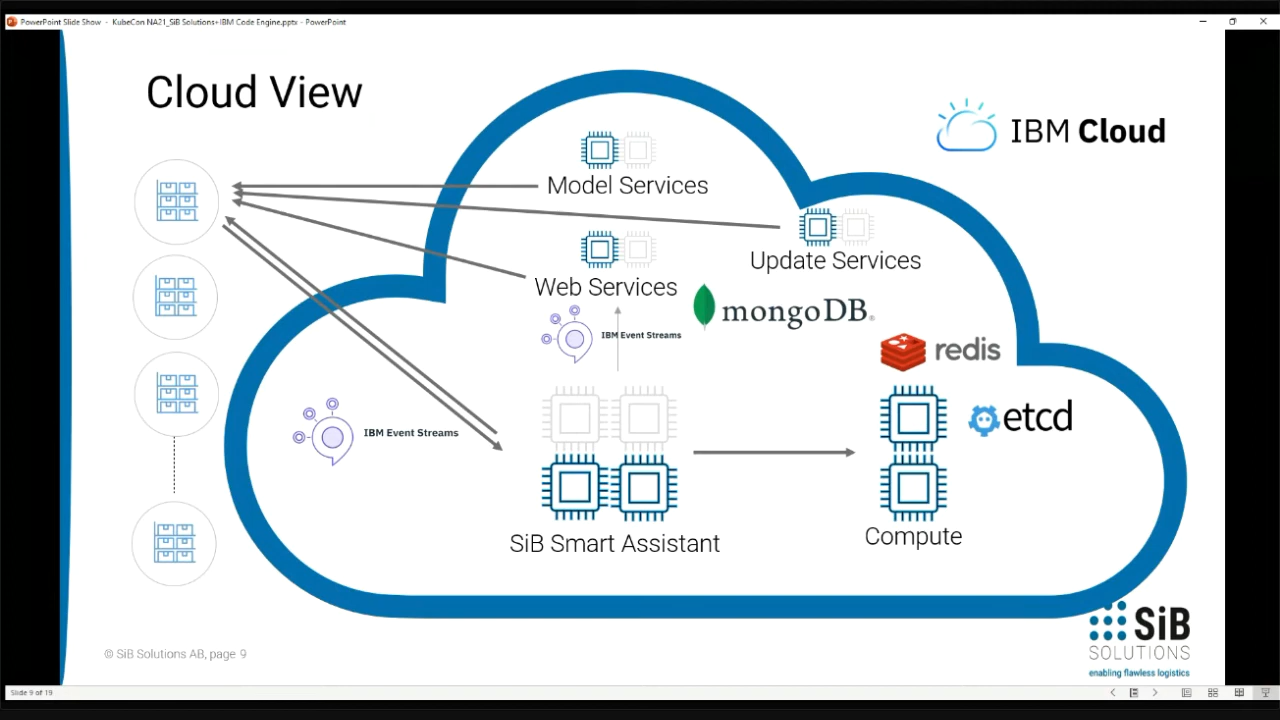 PowerPoint Slide Show - KubeCon NA21_SiB Solutions+IBM Code Engine.pptx - PowerPoint
Cloud View
IBM Cloud
Model Services
Update Services
Web Services
mongoDB®
IBM Event Streams
redis
etcd
IBM Event Streams
SiB Smart Assistant
Compute
SiB
SOLUTIONS
enabling flawless logistics
© SiB Solutions AB, page 9
Slide 9 of 19